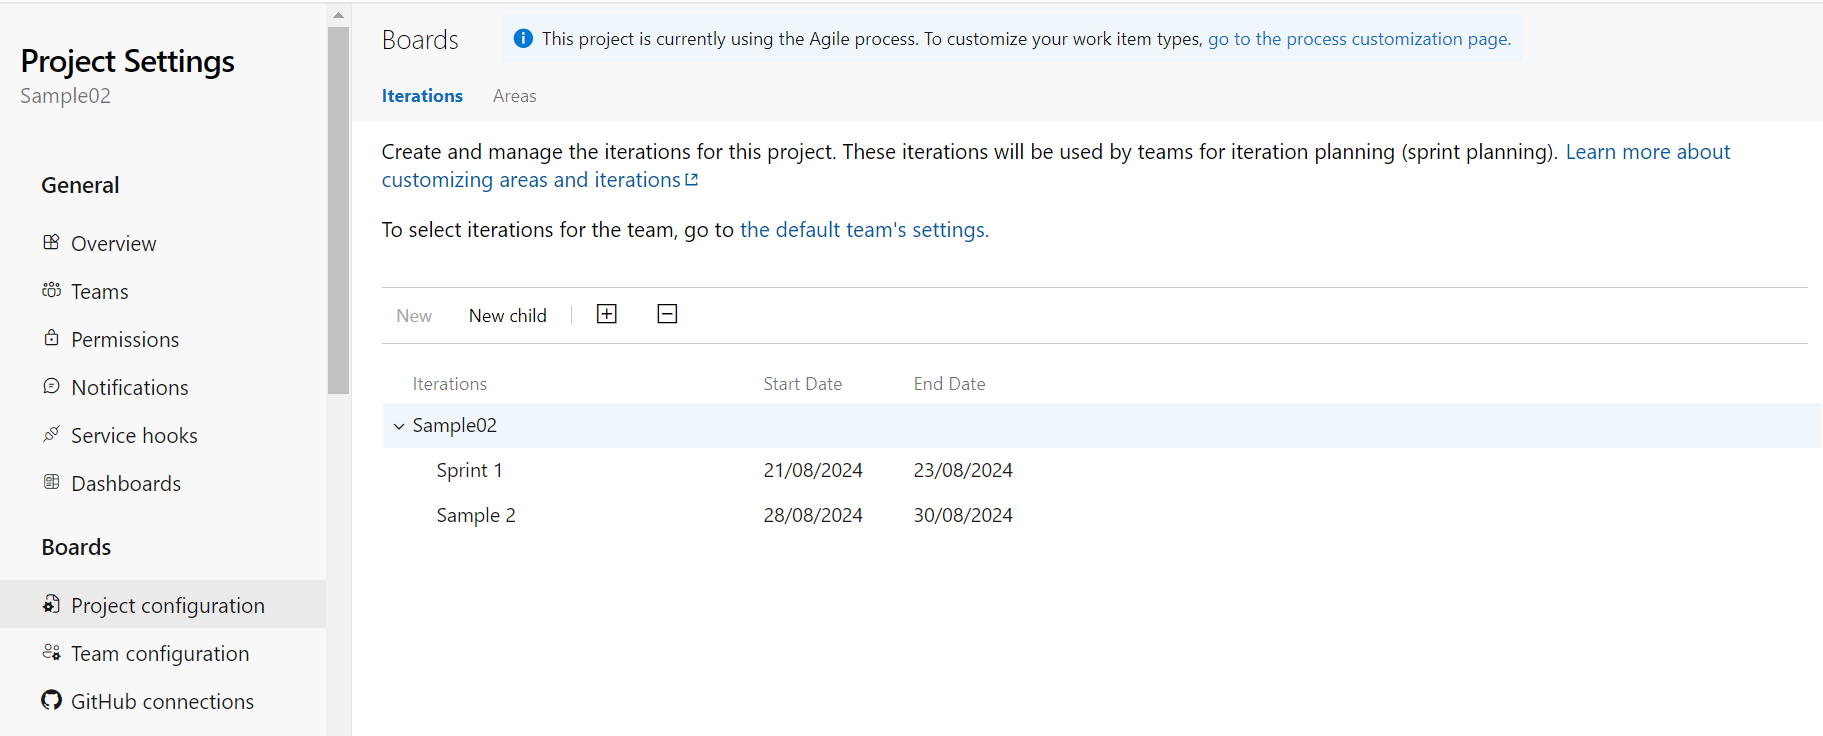 Project Settings
Sample02
General
Overview
Teams
Permissions
Notifications
Service hooks
Dashboards
Boards
Project configuration
Team configuration
GitHub connections
Boards
This project is currently using the Agile process. To customize your work item types, go to the process customization page.
Iterations Areas
Create and manage the iterations for this project. These iterations will be used by teams for iteration planning (sprint planning). Learn more about
customizing areas and iterations
To select iterations for the team, go to the default team's settings.
New New child
Iterations Start Date End Date
Sample02
Sprint 1 21/08/2024 23/08/2024
Sample 2 28/08/2024 30/08/2024